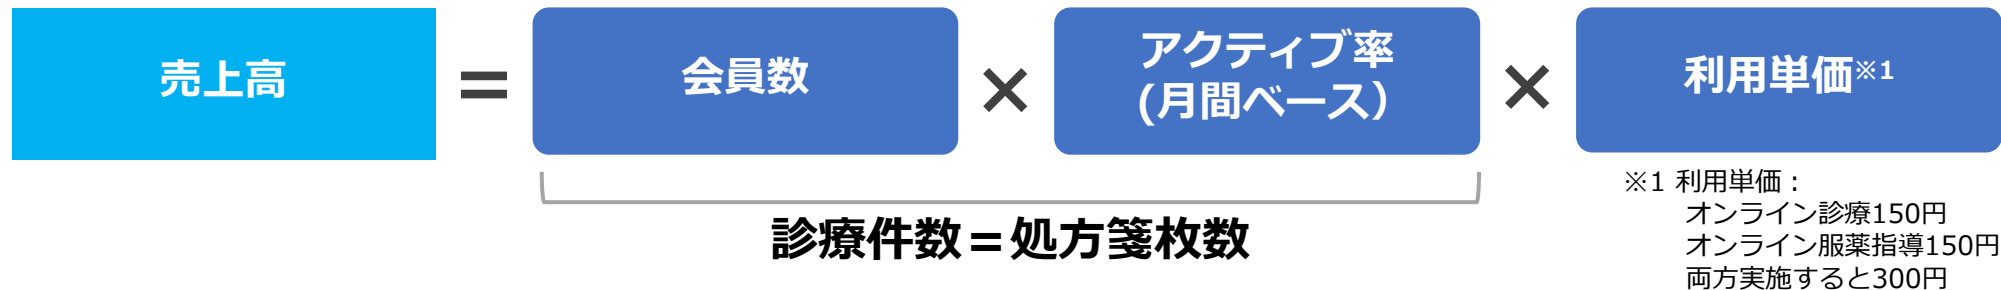 売上高
=
会員数
×
アクティブ率
(月間ベース）
×
利用単価※1
診療件数＝処方箋枚数
※1 利用単価：
オンライン診療150円
オンライン服薬指導150円
両方実施すると300円